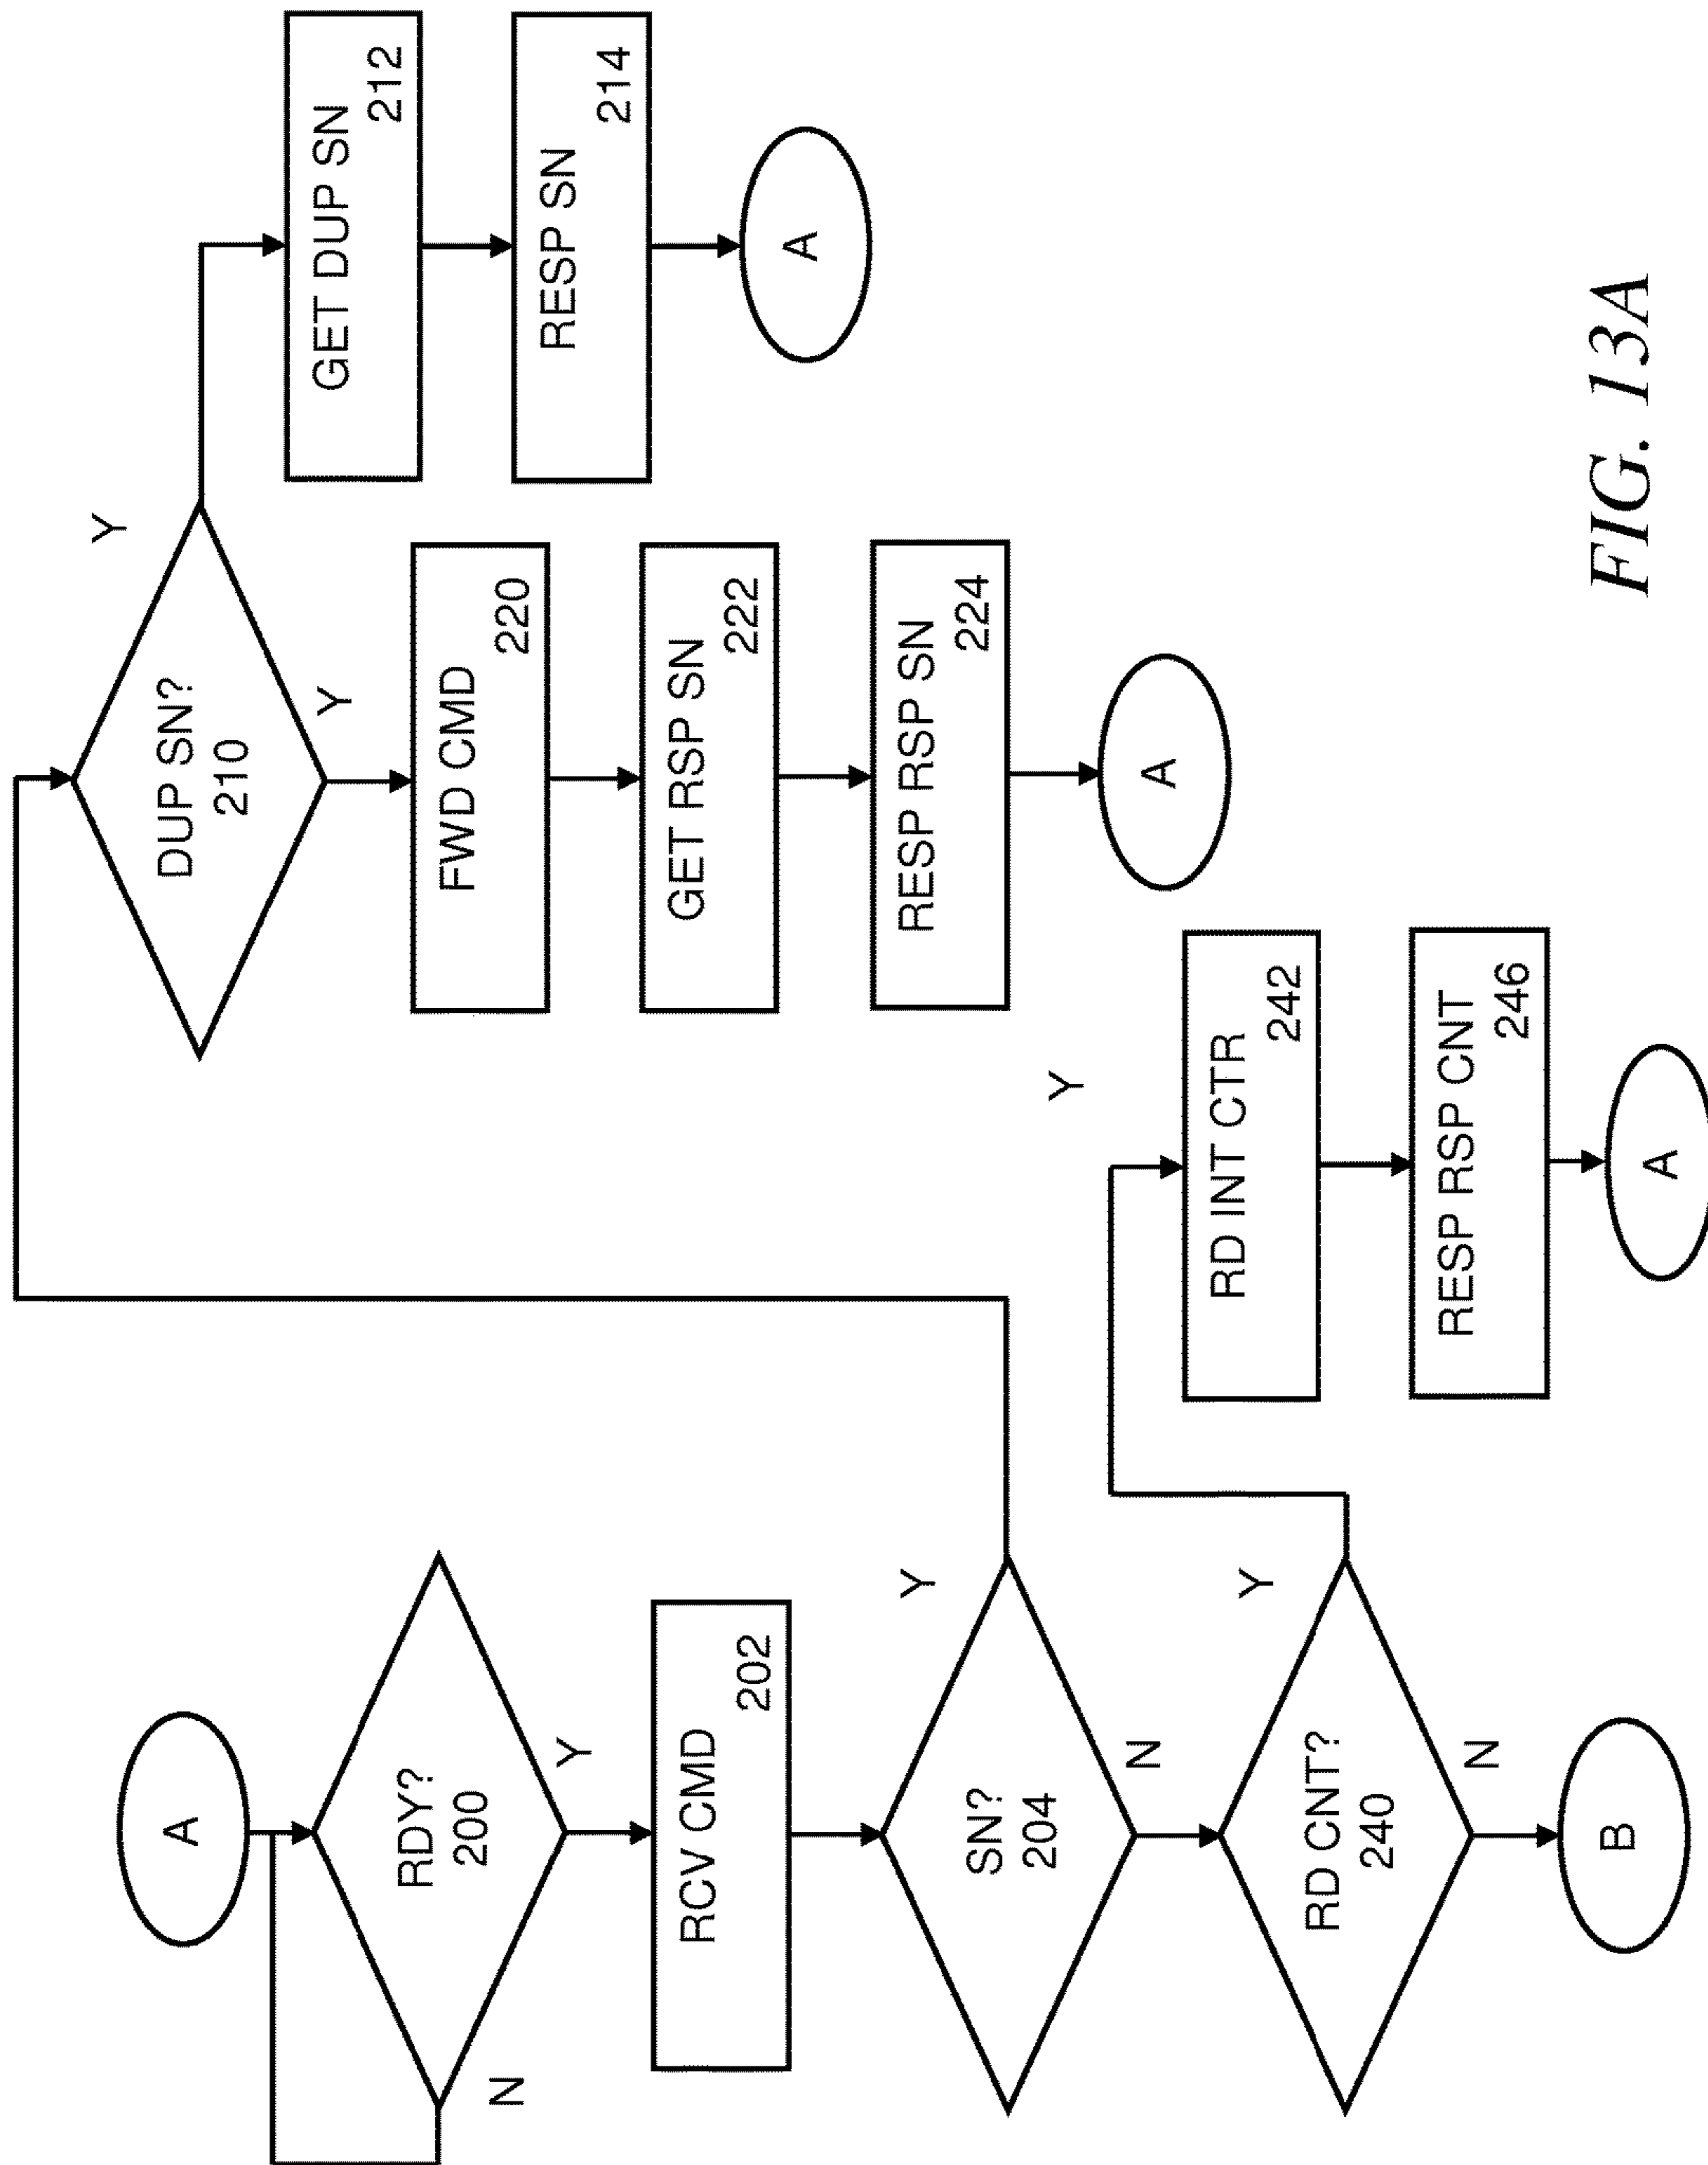 A
RDY?
200
N
Y
RCV CMD
202
SN?
204
Y
N
RD CNT?
240
Y
N
B
DUP SN?
210
Y
Y
GET DUP SN
212
RESP SN
214
A
FWD CMD
220
GET RSP SN
222
RESP RSP SN
224
A
Y
RD INT CTR
242
RESP RSP CNT
246
A
FIG. 13A